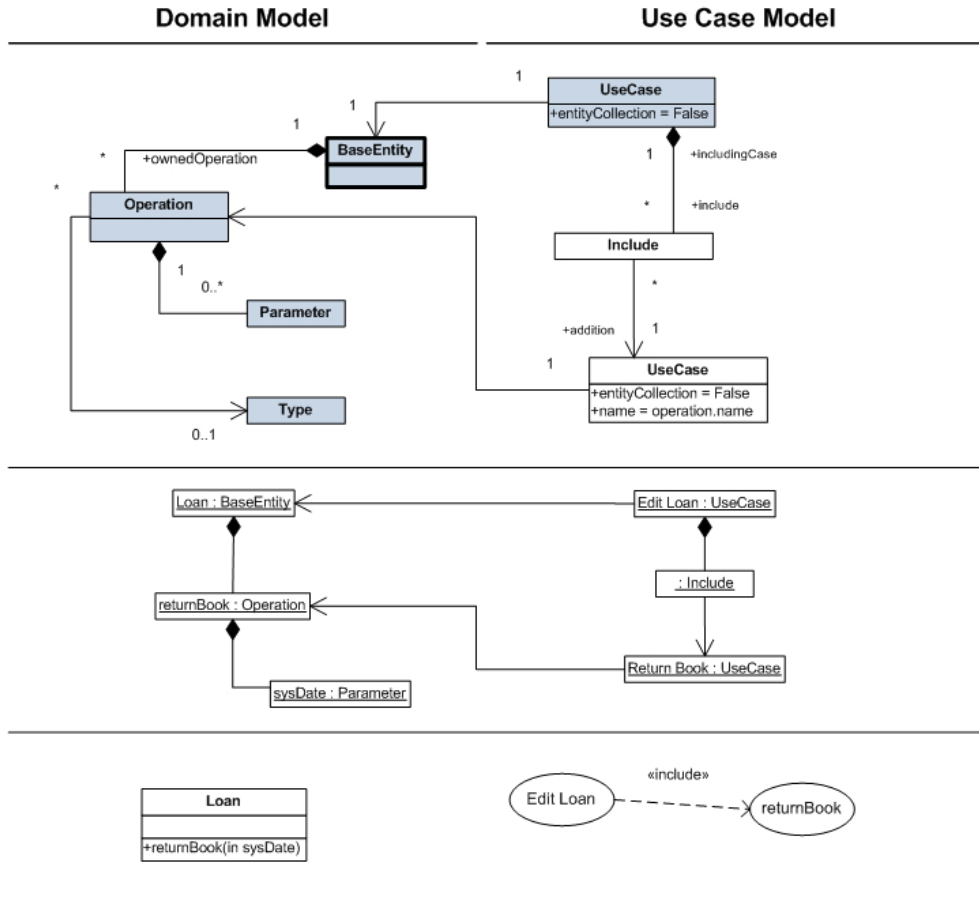 Domain Model
Use Case Model
1
UseCase
+entityCollection = False
1
1
BaseEntity
*
+ownedOperation
1
+includingCase
*
Operation
*
+include
Include
1
0..*
*
Parameter
+addition
1
1
UseCase
+entityCollection = False
+name = operation.name
Type
0..1
Loan : BaseEntity
Edit Loan : UseCase
: Include
returnBook : Operation
Return Book : UseCase
sysDate : Parameter
«include»
Loan
Edit Loan
returnBook
+returnBook(in sysDate)